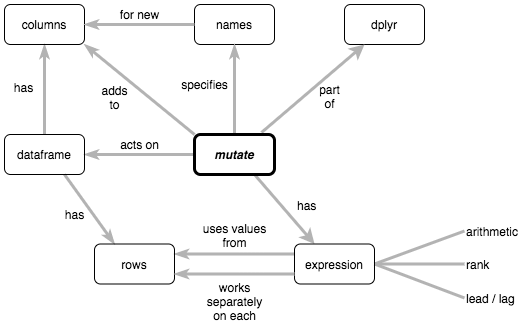 columns
for new
names
dplyr
has
adds
to
specifies
part
of
dataframe
acts on
mutate
has
has
uses values
from
rows
expression
works
separately
on each
arithmetic
rank
lead / lag